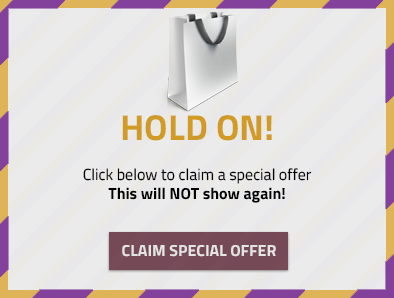 HOLD ON!
Click below to claim a special offer
This will NOT show again!
CLAIM SPECIAL OFFER